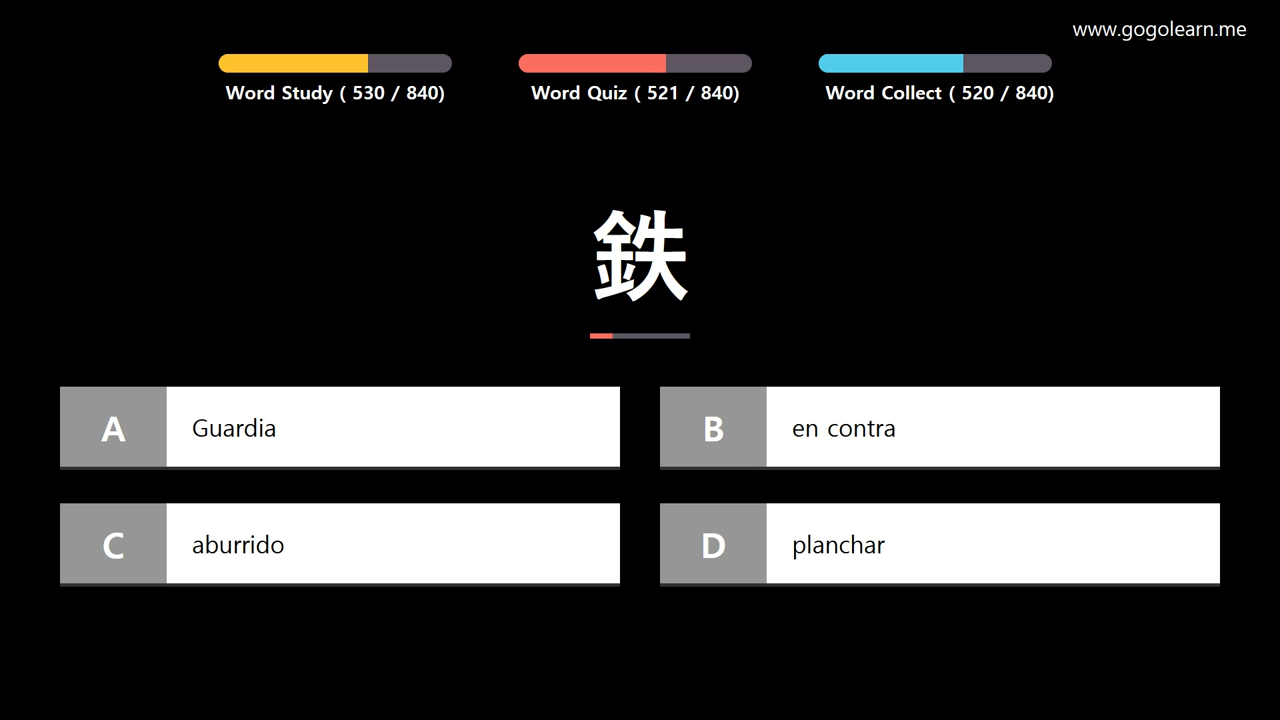 www.gogolearn.me
Word Study ( 530 / 840)
Word Quiz ( 521 / 840)
Word Collect ( 520 / 840)
鉄
A Guardia
B en contra
C aburrido
D planchar